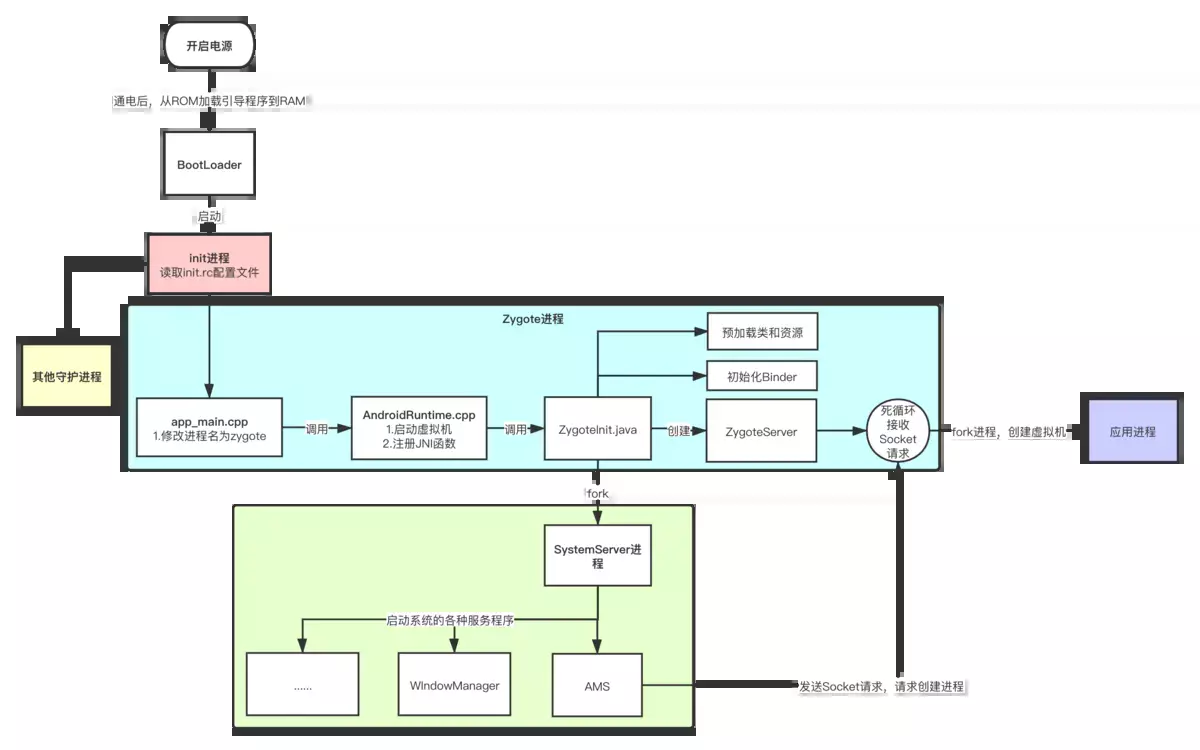 开启电源
通电后，从ROM加载引导程序到RAM
BootLoader
启动
init进程
读取init.rc配置文件
其他守护进程
Zygote进程
app_main.cpp
1.修改进程名为zygote
调用
AndroidRuntime.cpp
1.启动虚拟机
2.注册JNI函数
调用
ZygoteInit.java
预加载类和资源
初始化Binder
创建
ZygoteServer
死循环
接收
Socket
请求
fork进程，创建虚拟机
应用进程
fork
SystemServer进
程
启动系统的各种服务程序
......
WIndowManager
AMS
发送Socket请求，请求创建进程